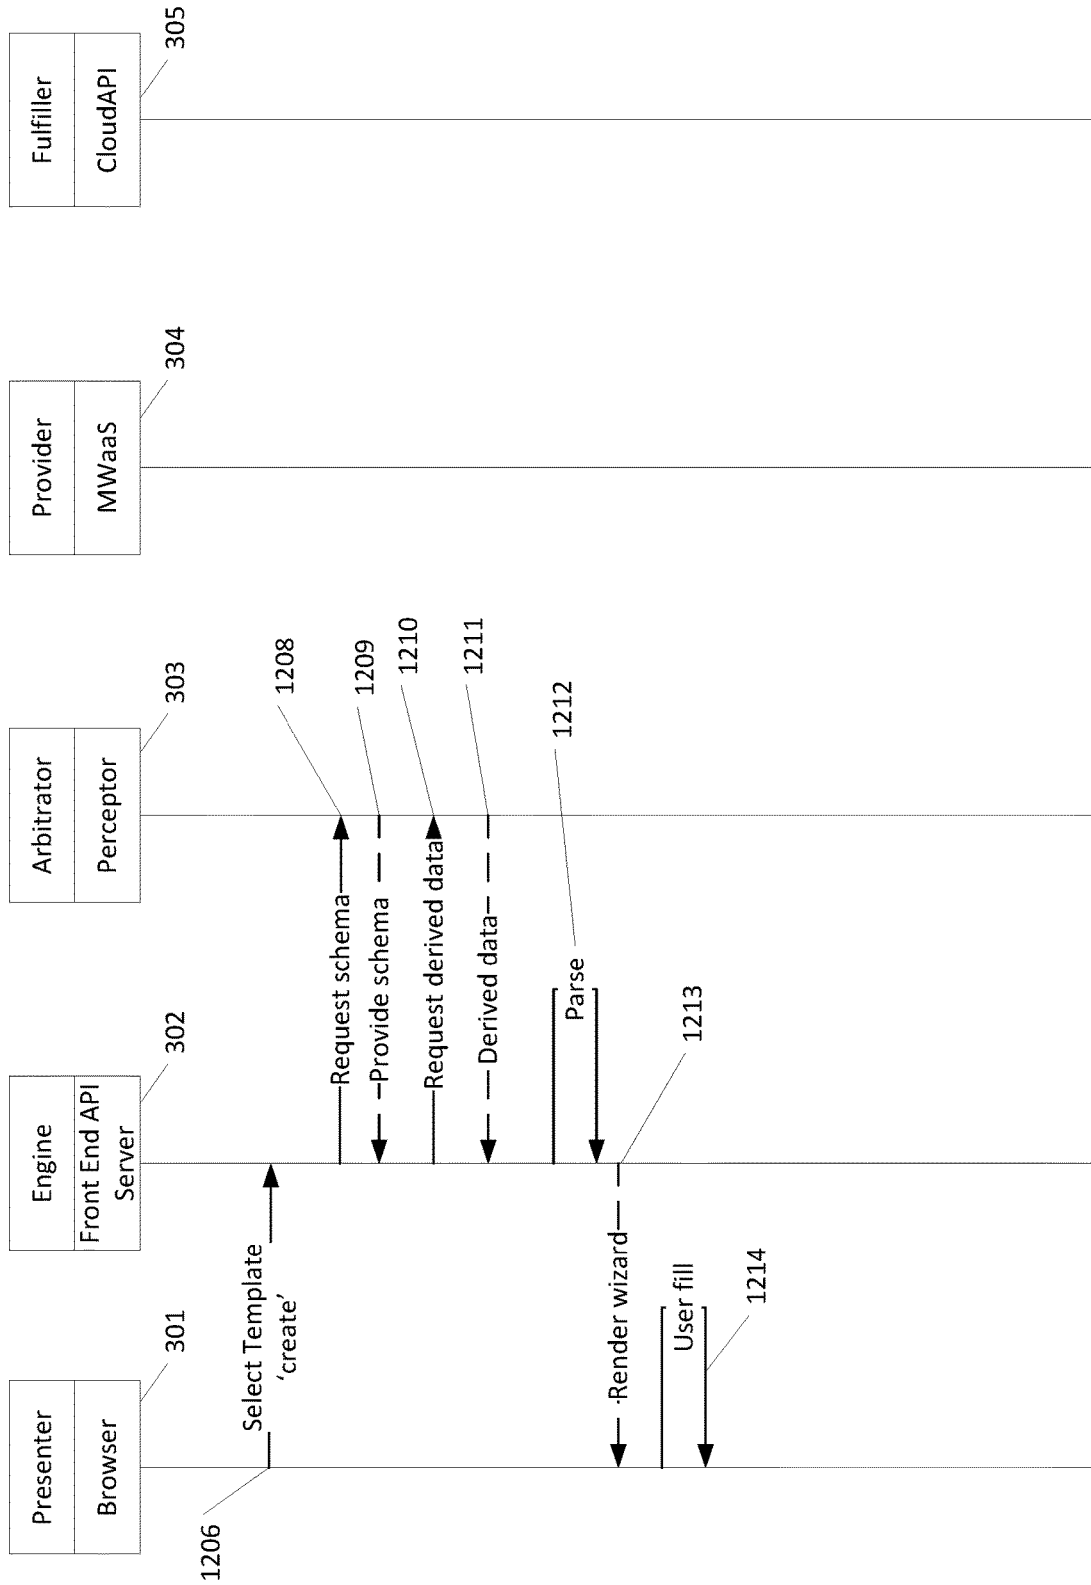 Presenter
Browser
301
Engine
Front End API
Server
302
Arbitrator
Perceptor
303
Provider
MWaaS
304
Fulfiller
CloudAPI
305
1206
Select Template
‘create’
Request schema
1208
Provide schema
1209
Request derived data
1210
Derived data
1211
Parse
1212
Render wizard
1213
User fill
1214